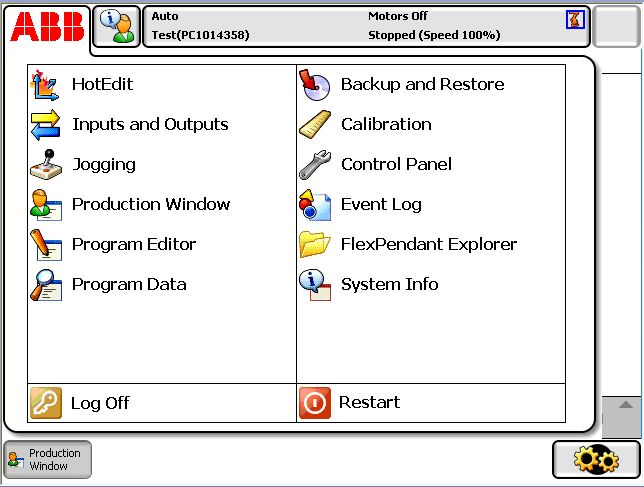 ABB
Auto
Test(PC1014358)
Motors Off
Stopped (Speed 100%)
HotEdit
Inputs and Outputs
Jogging
Production Window
Program Editor
Program Data
Backup and Restore
Calibration
Control Panel
Event Log
FlexPendant Explorer
System Info
Log Off
Restart
Production
Window